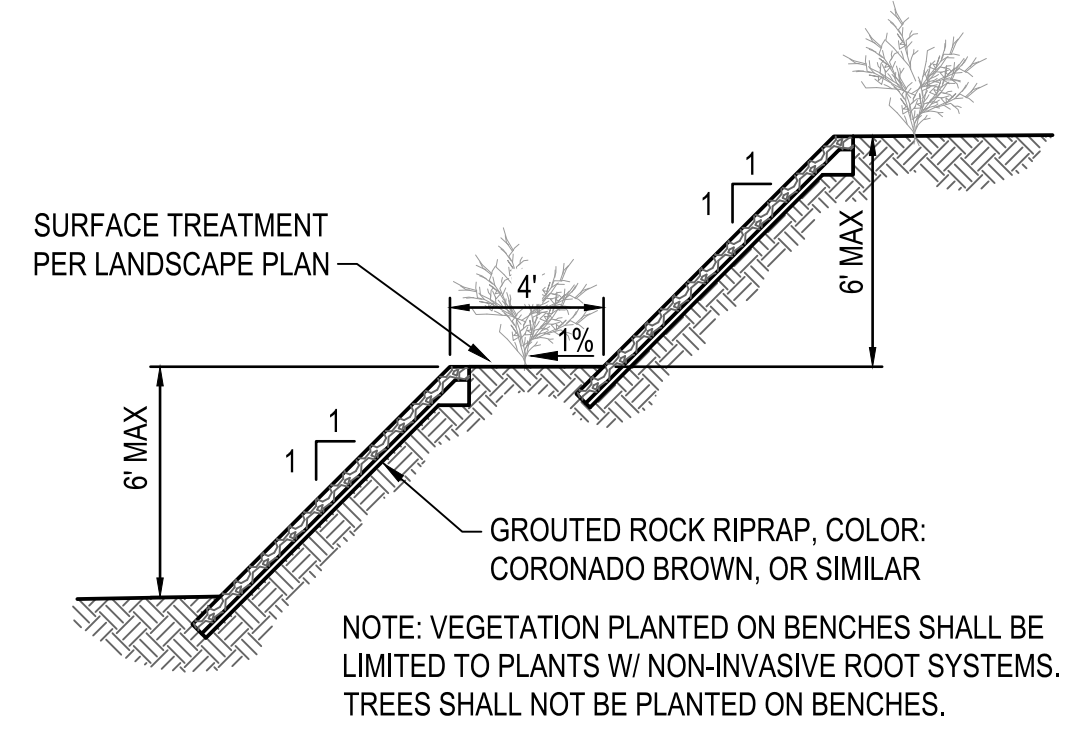 1
1
6' MAX
SURFACE TREATMENT
PER LANDSCAPE PLAN
4'
1%
6' MAX
1
1
GROUTED ROCK RIPRAP, COLOR:
CORONADO BROWN, OR SIMILAR
NOTE: VEGETATION PLANTED ON BENCHES SHALL BE
LIMITED TO PLANTS W/ NON-INVASIVE ROOT SYSTEMS.
TREES SHALL NOT BE PLANTED ON BENCHES.